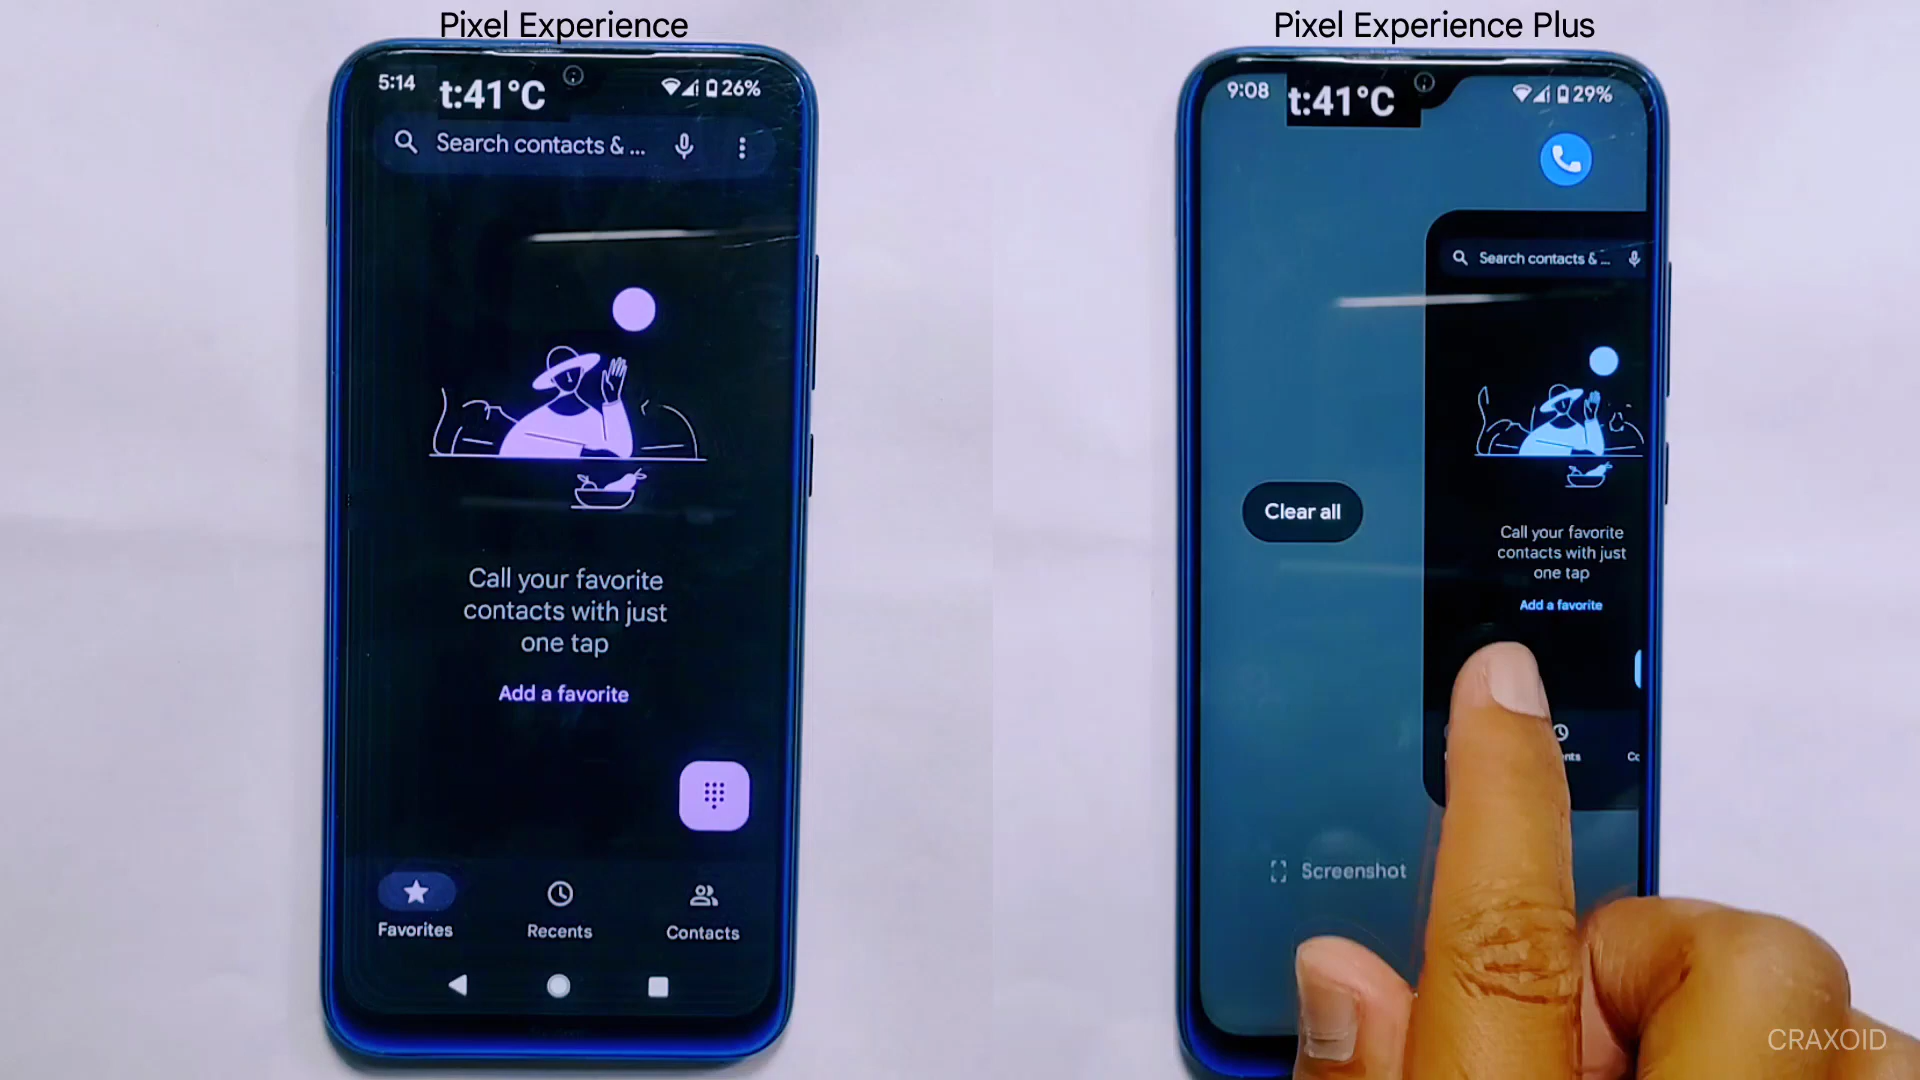 Pixel Experience
5:14
t:41°C
26%
Search contacts & ...
Call your favorite
contacts with just
one tap
Add a favorite
Favorites
Recents
Contacts
Pixel Experience Plus
9:08
t:41°C
29%
Search contacts & ...
Clear all
Call your favorite
contacts with just
one tap
Add a favorite
nts
Co
Screenshot
CRAXOID